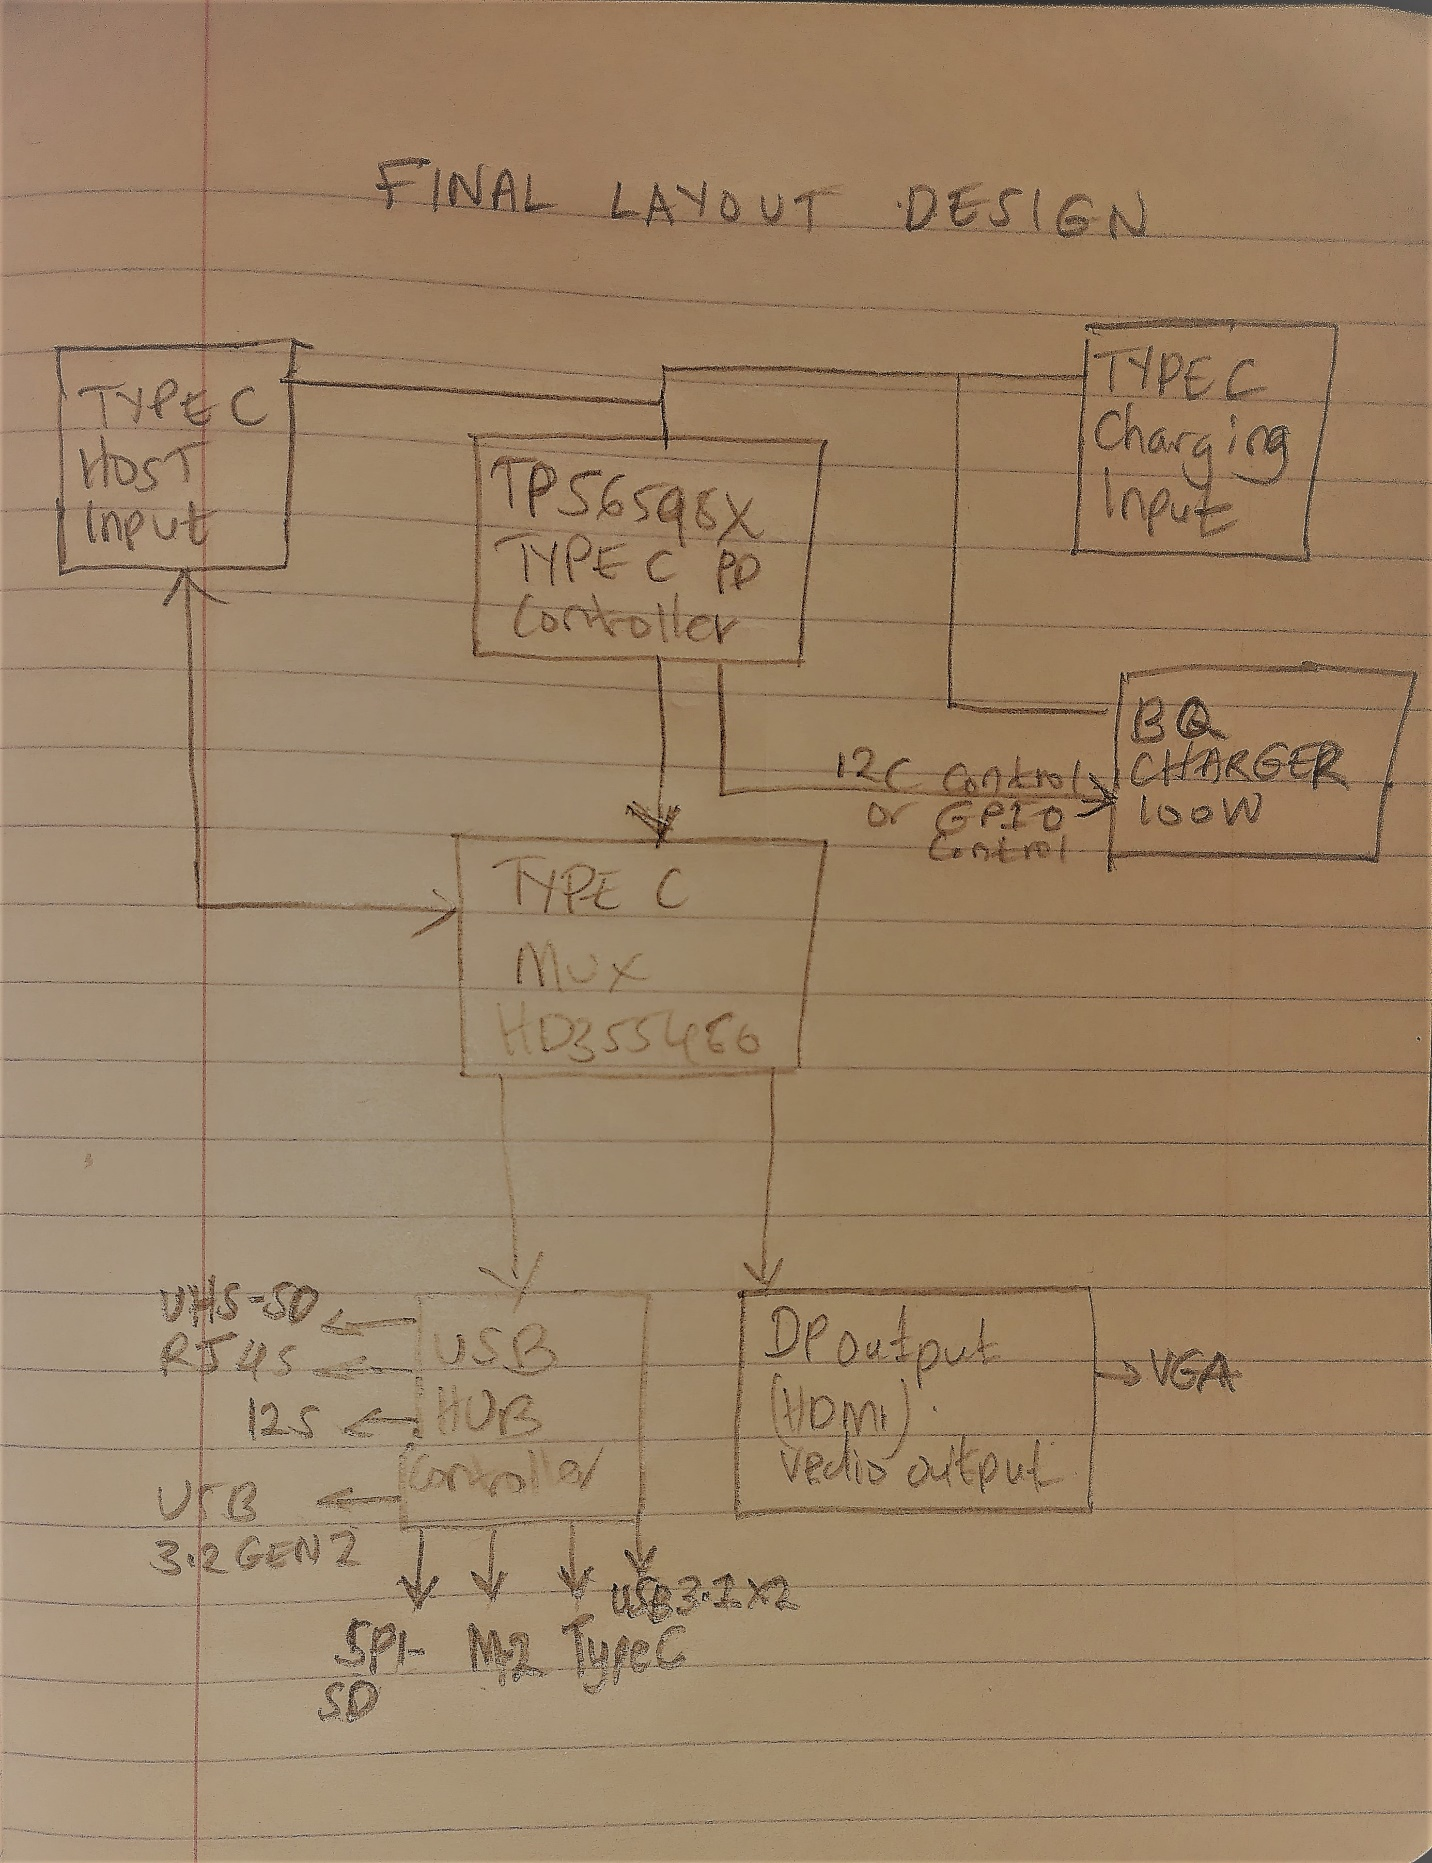 FINAL LAYOUT DESIGN
TYPE C
HOST
Input
TPS6598X
TYPE C PD
Controller
TYPE C
Charging
Input
BQ
CHARGER
100W
I2C Control
or GPIO
Control
TYPE C
MUX
HD3SS460
UHS-SD
RJ45
I2S
USB
3.2 GEN2
USB
HUB
Controller
SPI-
SD
M.2
Type C
USB3.1X2
DP output
(HDMI)
Vedio output
VGA